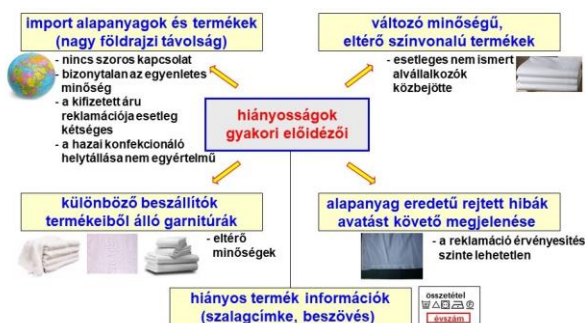 import alapanyagok és termékek
(nagy földrajzi távolság)
- nincs szoros kapcsolat
- bizonytalan az egyenletes
minőség
- a kifizetett áru
reklamációja esetleg
kétséges
- a hazai konfekcionáló
helytállása nem egyértelmű
változó minőségű,
eltérő színvonalú termékek
- esetleges nem ismert
alvállalkozók
közbejötte
hiányosságok
gyakori előidézői
különböző beszállítók
termékeiből álló garnitúrák
- eltérő
minőségek
alapanyag eredetű rejtett hibák
avatást követő megjelenése
- a reklamáció érvényesítés
szinte lehetetlen
hiányos termék információk
(szalagcímke, beszövés)
összetétel
évszám